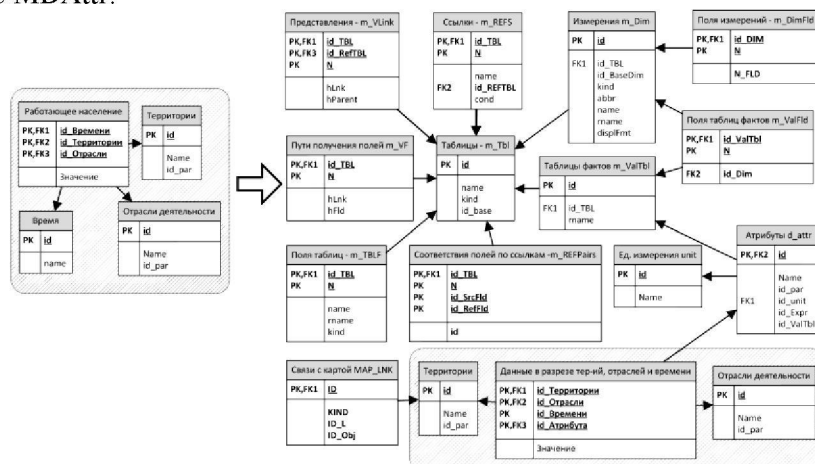 MDAttr.
Работающее население
PK,FK1 id_Времени
PK,FK2 id_Территории
PK,FK3 id_Отрасли
Значение
Территории
PK id
Name
id_par
Время
PK id
name
Отрасли деятельности
PK id
Name
id_par
Представления - m_VLink
PK,FK1 id_TBL
PK,FK3 id_RefTBL
PK N
hLnk
hParent
Ссылки - m_REFS
PK,FK1 id_TBL
PK N
name
FK2 id_REFTBL
cond
Измерения m_Dim
PK id
FK1 id_TBL
id_BaseDim
kind
abbr
name
rname
displFmt
Поля измерений - m_DimFld
PK,FK1 id_DIM
PK N
N_FLD
Пути получения полей m_VF
PK,FK1 id_TBL
PK N
hLnk
hFld
Таблицы - m_Tbl
PK id
name
kind
id_base
Таблицы фактов m_ValTbl
PK id
FK1 id_TBL
rname
Поля таблиц фактов m_ValFld
PK,FK1 id_ValTbl
PK N
FK2 id_Dim
Поля таблиц - m_TBLF
PK,FK1 id_TBL
PK N
name
rname
kind
Соответствия полей по ссылкам -m_REFPairs
PK,FK1 id_TBL
PK N
PK id_SrcFld
PK id_RefFld
id
Ед. измерения unit
PK id
Name
Атрибуты d_attr
PK,FK2 id
Name
id_par
FK1 id_unit
id_Expr
id_ValTbl
Связи с картой MAP_LNK
PK,FK1 ID
KIND
ID_L
ID_Obj
Территории
PK id
Name
id_par
Данные в разрезе тер-ий, отраслей и времени
PK,FK1 id_Территории
PK,FK2 id_Отрасли
PK id_Времени
PK,FK3 id_Атрибута
Значение
Отрасли деятельности
PK id
Name
id_par